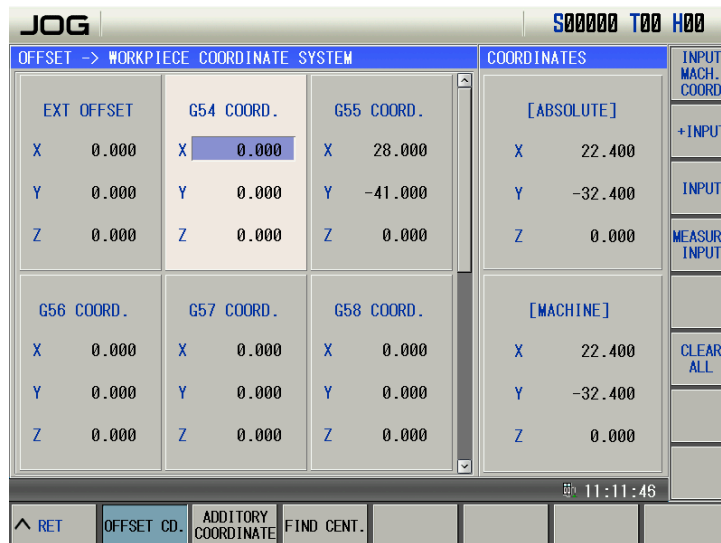 JOG
S00000 T00 H00
OFFSET -> WORKPIECE COORDINATE SYSTEM
COORDINATES
EXT OFFSET
X 0.000
Y 0.000
Z 0.000
G54 COORD.
X 0.000
Y 0.000
Z 0.000
G55 COORD.
X 28.000
Y -41.000
Z 0.000
G56 COORD.
X 0.000
Y 0.000
Z 0.000
G57 COORD.
X 0.000
Y 0.000
Z 0.000
G58 COORD.
X 0.000
Y 0.000
Z 0.000
[ABSOLUTE]
X 22.400
Y -32.400
Z 0.000
[MACHINE]
X 22.400
Y -32.400
Z 0.000
INPUT
MACH.
COORD
+INPUT
INPUT
MEASUR
INPUT
CLEAR
ALL
11:11:46
RET
OFFSET CD.
ADDITORY
COORDINATE
FIND CENT.